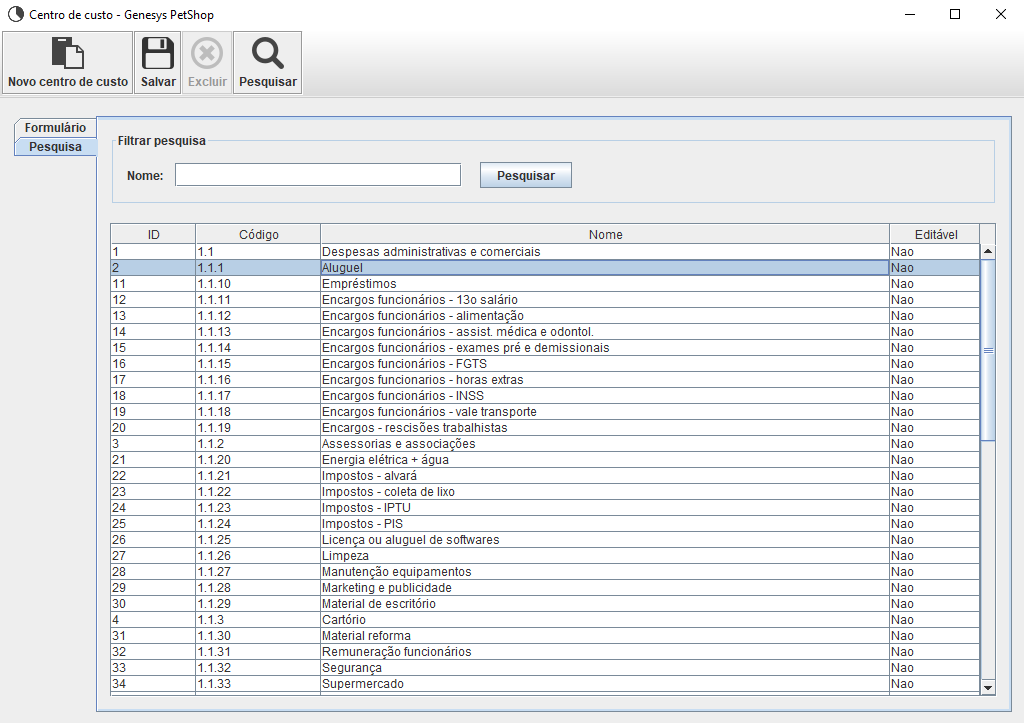 Centro de custo - Genesys PetShop
Novo centro de custo Salvar Excluir Pesquisar
Formulário
Pesquisa
Filtrar pesquisa
Nome: Pesquisar
ID Código Nome Editável
1 1.1 Despesas administrativas e comerciais Nao
2 1.1.1 Aluguel Nao
11 1.1.10 Empréstimos Nao
12 1.1.11 Encargos funcionários - 13o salário Nao
13 1.1.12 Encargos funcionários - alimentação Nao
14 1.1.13 Encargos funcionários - assist. médica e odontol. Nao
15 1.1.14 Encargos funcionários - exames pré e demissionais Nao
16 1.1.15 Encargos funcionários - FGTS Nao
17 1.1.16 Encargos funcionarios - horas extras Nao
18 1.1.17 Encargos funcionários - INSS Nao
19 1.1.18 Encargos funcionários - vale transporte Nao
20 1.1.19 Encargos - rescisões trabalhistas Nao
3 1.1.2 Assessorias e associações Nao
21 1.1.20 Energia elétrica + água Nao
22 1.1.21 Impostos - alvará Nao
23 1.1.22 Impostos - coleta de lixo Nao
24 1.1.23 Impostos - IPTU Nao
25 1.1.24 Impostos - PIS Nao
26 1.1.25 Licença ou aluguel de softwares Nao
27 1.1.26 Limpeza Nao
28 1.1.27 Manutenção equipamentos Nao
29 1.1.28 Marketing e publicidade Nao
30 1.1.29 Material de escritório Nao
4 1.1.3 Cartório Nao
31 1.1.30 Material reforma Nao
32 1.1.31 Remuneração funcionários Nao
33 1.1.32 Segurança Nao
34 1.1.33 Supermercado Nao